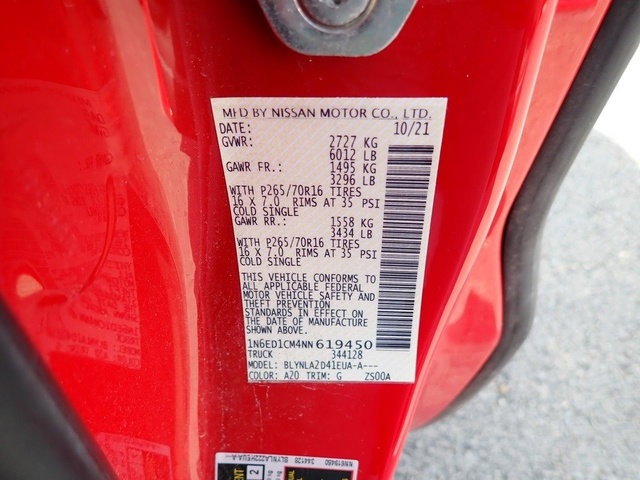 MFD BY NISSAN MOTOR CO., LTD.
DATE: 10/21
GVWR: 2727 KG
6012 LB
GAWR FR.: 1495 KG
3296 LB
WITH P265/70R16 TIRES
16 X 7.0 RIMS AT 35 PSI
COLD SINGLE
GAWR RR.: 1558 KG
3434 LB
WITH P265/70R16 TIRES
16 X 7.0 RIMS AT 35 PSI
COLD SINGLE
THIS VEHICLE CONFORMS TO
ALL APPLICABLE FEDERAL
MOTOR VEHICLE SAFETY AND
THEFT PREVENTION
STANDARDS IN EFFECT ON
THE DATE OF MANUFACTURE
SHOWN ABOVE.
1N6ED1CM4NN619450
TRUCK 344128
MODEL: BLYNLA2D41EUA-A---
COLOR: A20 TRIM: G ZS00A
NN619450 344128